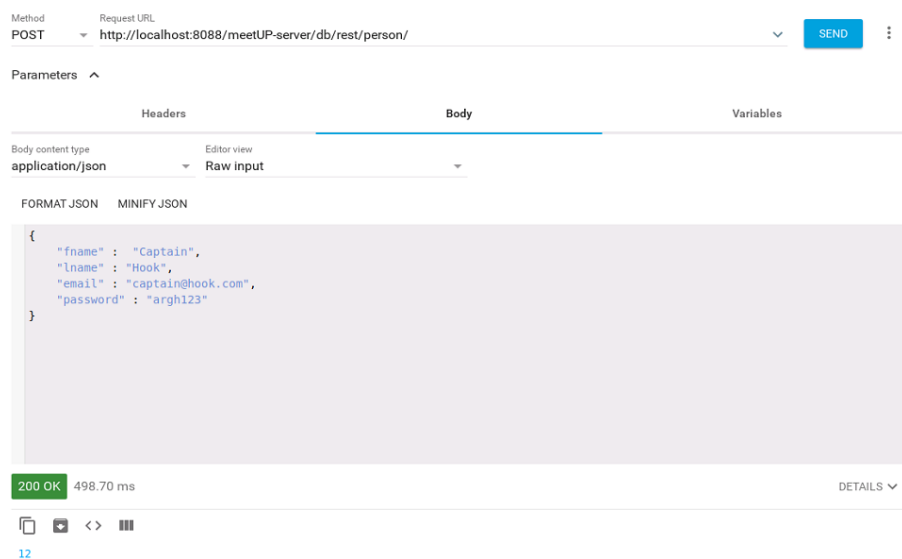 Method Request URL
POST http://localhost:8088/meetUP-server/db/rest/person/ SEND
Parameters
Headers Body Variables
Body content type Editor view
application/json Raw input
FORMAT JSON MINIFY JSON
{
"fname" : "Captain",
"lname" : "Hook",
"email" : "captain@hook.com",
"password" : "argh123"
}
200 OK 498.70 ms DETAILS
12